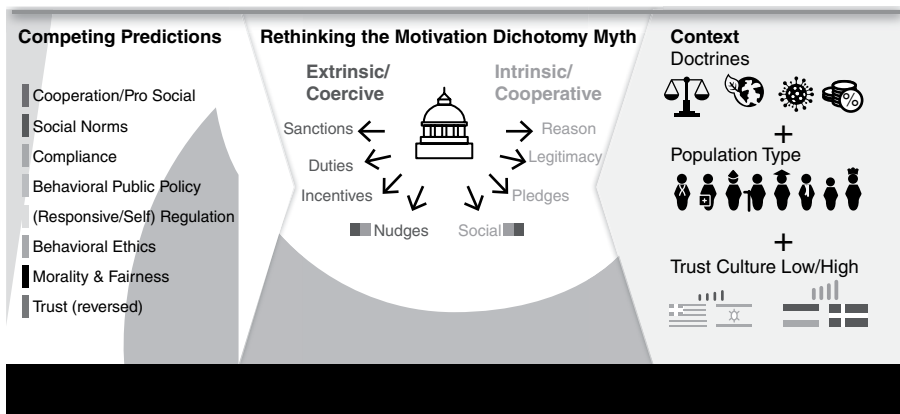 Competing Predictions
Cooperation/Pro Social
Social Norms
Compliance
Behavioral Public Policy
(Responsive/Self) Regulation
Behavioral Ethics
Morality & Fairness
Trust (reversed)
Rethinking the Motivation Dichotomy Myth
Extrinsic/
Coercive
Intrinsic/
Cooperative
Sanctions
Reason
Duties
Legitimacy
Incentives
Pledges
Nudges
Social
Context
Doctrines
%
+
Population Type
+
Trust Culture Low/High